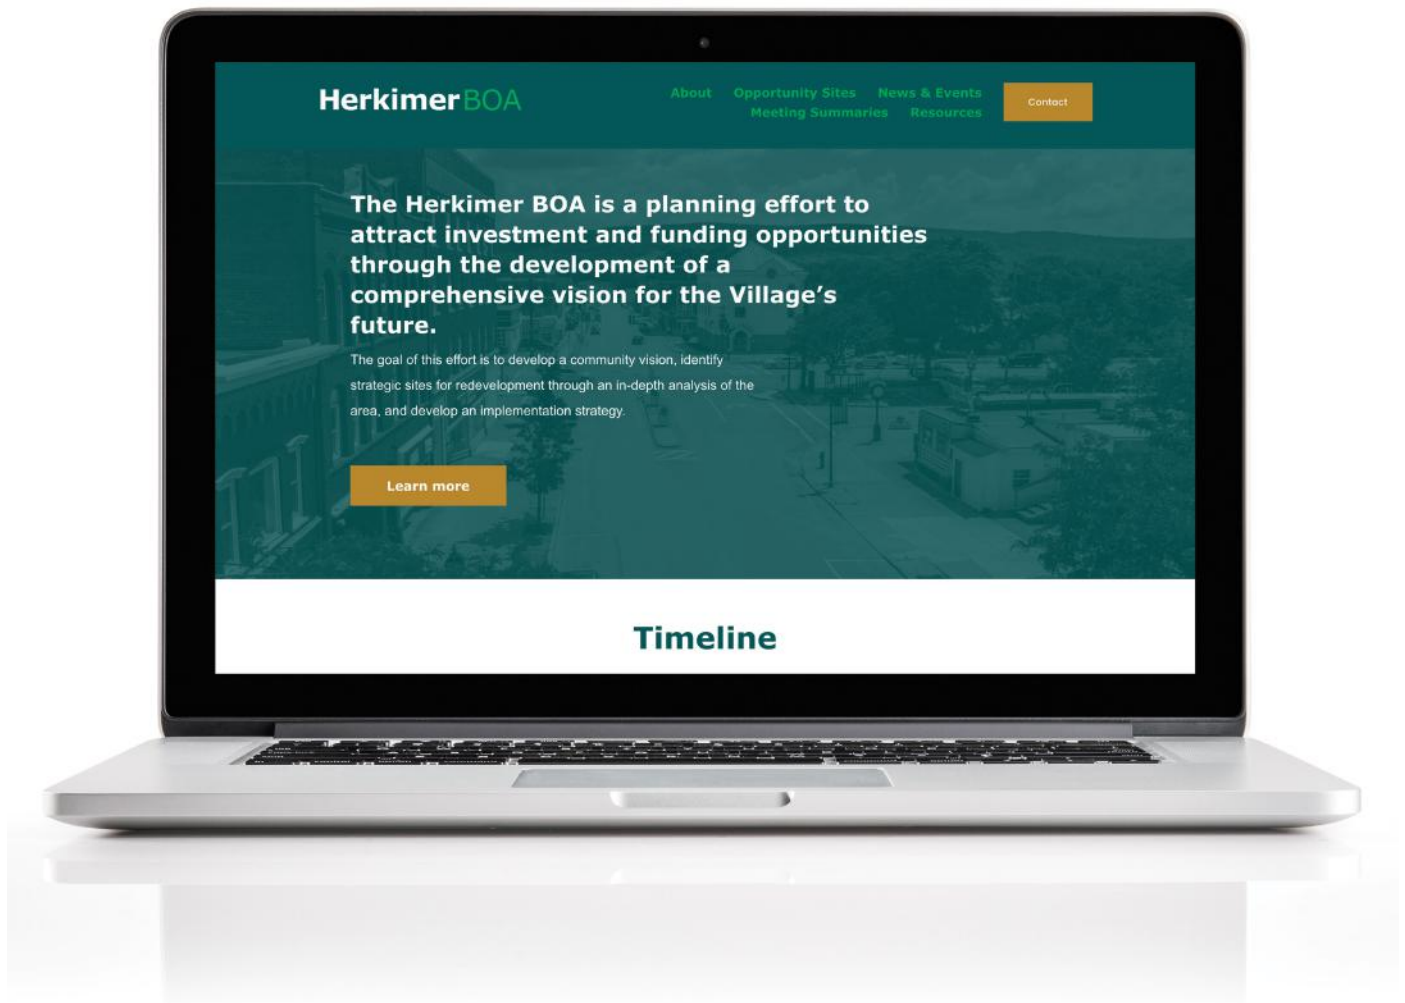 HerkimerBOA
About Opportunity Sites News & Events
Meeting Summaries Resources
Contact
The Herkimer BOA is a planning effort to
attract investment and funding opportunities
through the development of a
comprehensive vision for the Village’s
future.
The goal of this effort is to develop a community vision, identify
strategic sites for redevelopment through an in-depth analysis of the
area, and develop an implementation strategy.
Learn more
Timeline